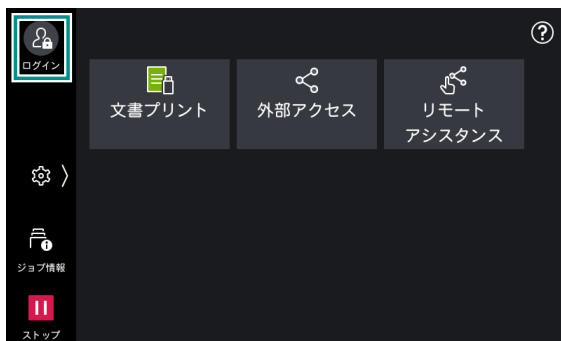 ログイン
文書プリント
外部アクセス
リモート
アシスタンス
ジョブ情報
ストップ